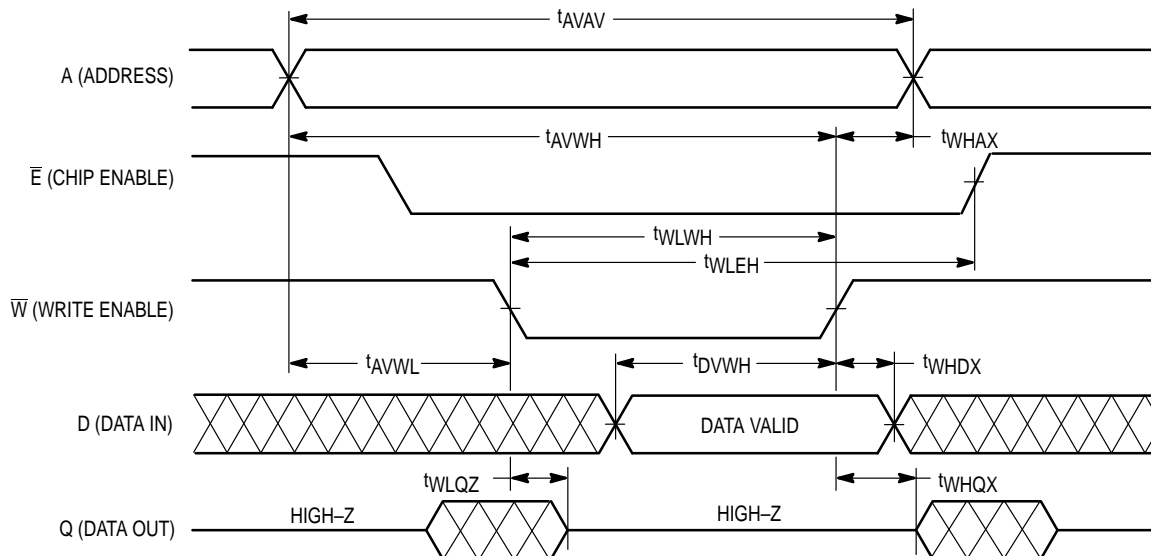 tAVAV
A (ADDRESS)
tAVWH
tWHAX
E̅ (CHIP ENABLE)
tWLWH
tWLEH
W̅ (WRITE ENABLE)
tAVWL
tDVWH
tWHDX
D (DATA IN)
DATA VALID
tWLQZ
tWHQX
Q (DATA OUT)
HIGH–Z
HIGH–Z